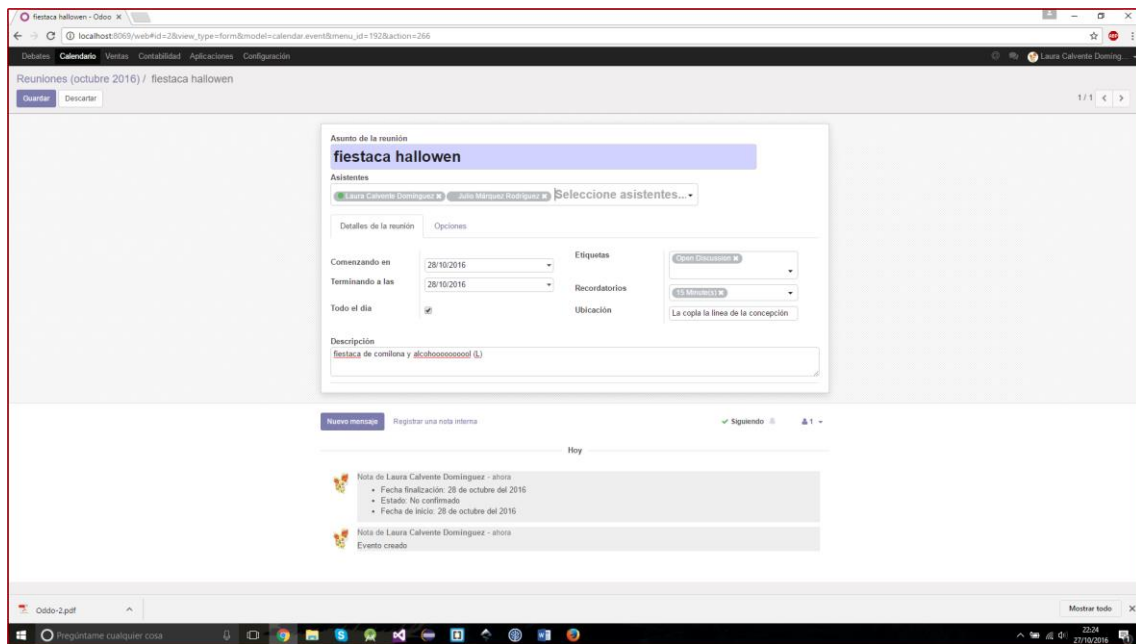 fiestaca hallowen - Odoo
localhost:8069/web#id=2&view_type=form&model=calendar.event&menu_id=192&action=266
Debates Calendario Ventas Contabilidad Aplicaciones Configuración Laura Calvente Doming...
Reuniones (octubre 2016) / fiestaca hallowen
Guardar Descartar 1/1
Asunto de la reunión
fiestaca hallowen
Asistentes
Laura Calvente Dominguez x Julio Márquez Rodríguez x Seleccione asistentes...
Detalles de la reunión Opciones
Comenzando en 28/10/2016 Etiquetas Open Discussion x
Terminando a las 28/10/2016 Recordatorios 15 Minute(s) x
Todo el día Ubicación La copla la linea de la concepción
Descripción
fiestaca de comilona y alcohooooooooool (L)
Nuevo mensaje Registrar una nota interna Siguiendo 1
Hoy
Nota de Laura Calvente Dominguez - ahora
• Fecha finalización: 28 de octubre del 2016
• Estado: No confirmado
• Fecha de inicio: 28 de octubre del 2016
Nota de Laura Calvente Dominguez - ahora
Evento creado
Oddo-2.pdf Mostrar todo
Pregúntame cualquier cosa 22:24
27/10/2016